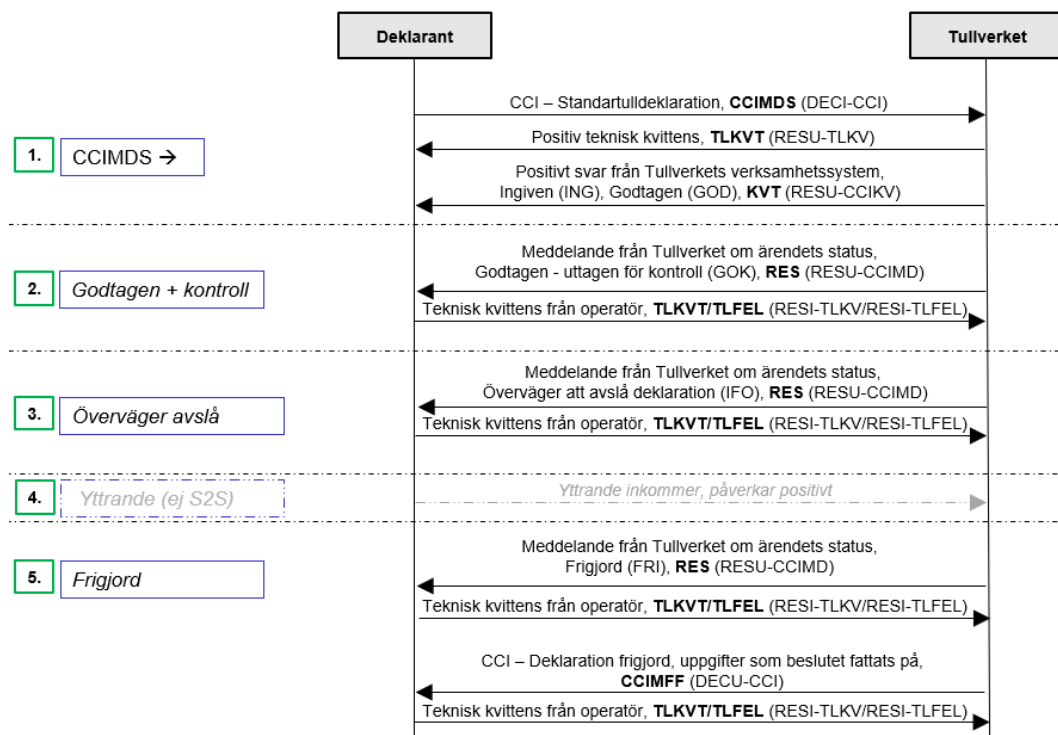 Deklarant
Tullverket
CCI – Standartulldeklaration, CCIMDS (DECI-CCI)
Positiv teknisk kvittens, TLKVT (RESU-TLKV)
1.
CCIMDS →
Positivt svar från Tullverkets verksamhetssystem,
Ingiven (ING), Godtagen (GOD), KVT (RESU-CCIKV)
Meddelande från Tullverket om ärendets status,
Godtagen - uttagen för kontroll (GOK), RES (RESU-CCIMD)
2.
Godtagen + kontroll
Teknisk kvittens från operatör, TLKVT/TLFEL (RESI-TLKV/RESI-TLFEL)
Meddelande från Tullverket om ärendets status,
Överväger att avslå deklaration (IFO), RES (RESU-CCIMD)
3.
Överväger avslå
Teknisk kvittens från operatör, TLKVT/TLFEL (RESI-TLKV/RESI-TLFEL)
4.
Yttrande (ej S2S)
Yttrande inkommer, påverkar positivt
Meddelande från Tullverket om ärendets status,
Frigjord (FRI), RES (RESU-CCIMD)
5.
Frigjord
Teknisk kvittens från operatör, TLKVT/TLFEL (RESI-TLKV/RESI-TLFEL)
CCI – Deklaration frigjord, uppgifter som beslutet fattats på,
CCIMFF (DECU-CCI)
Teknisk kvittens från operatör, TLKVT/TLFEL (RESI-TLKV/RESI-TLFEL)